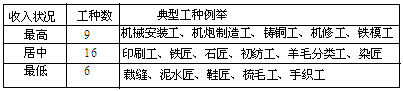 收入状况 工种数 典型工种例举
最高 9 机械安装工、机炮制造工、铸铜工、机修工、铁模工
居中 16 印刷工、铁匠、石匠、初纺工、羊毛分类工、染匠
最低 6 裁缝、泥水匠、鞋匠、梳毛工、手织工